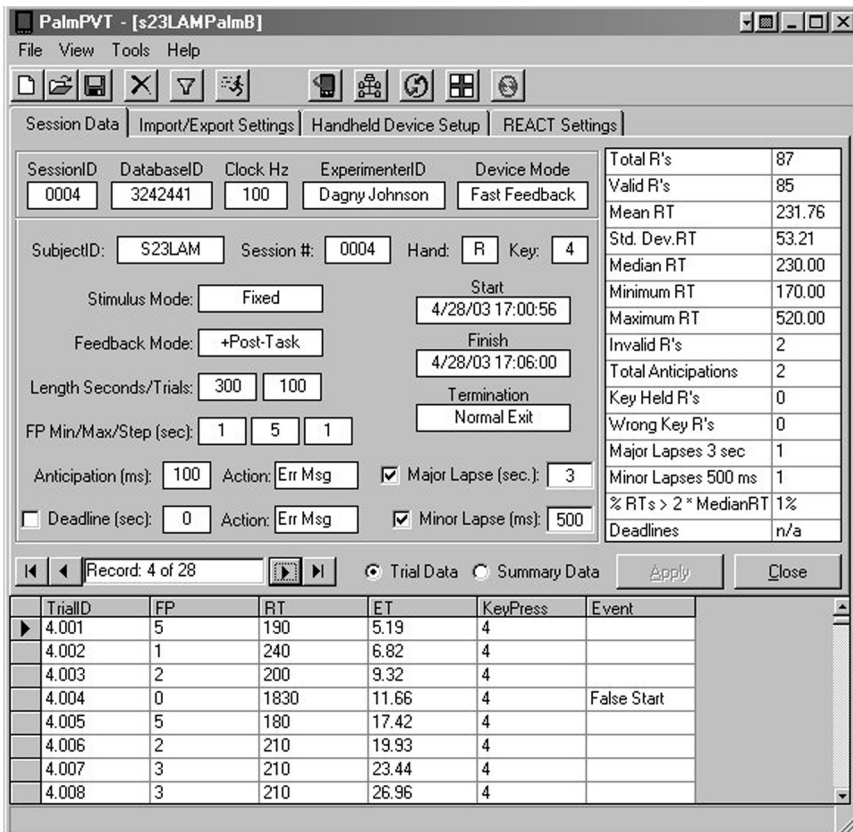 PalmPVT - [s23LAMPalmB]
File View Tools Help
Session Data Import/Export Settings Handheld Device Setup REACT Settings
SessionID DatabaseID Clock Hz ExperimenterID Device Mode
0004 3242441 100 Dagny Johnson Fast Feedback
SubjectID: S23LAM Session #: 0004 Hand: R Key: 4
Stimulus Mode: Fixed
Start
4/28/03 17:00:56
Feedback Mode: +Post-Task
Finish
4/28/03 17:06:00
Length Seconds/Trials: 300 100
Termination
Normal Exit
FP Min/Max/Step (sec): 1 5 1
Anticipation (ms): 100 Action: Err Msg Major Lapse (sec.): 3
Deadline (sec): 0 Action: Err Msg Minor Lapse (ms): 500
Total R's 87
Valid R's 85
Mean RT 231.76
Std. Dev.RT 53.21
Median RT 230.00
Minimum RT 170.00
Maximum RT 520.00
Invalid R's 2
Total Anticipations 2
Key Held R's 0
Wrong Key R's 0
Major Lapses 3 sec 1
Minor Lapses 500 ms 1
% RTs > 2 * MedianRT 1%
Deadlines n/a
Record: 4 of 28 Trial Data Summary Data Apply Close
TrialID FP RT ET KeyPress Event
4.001 5 190 5.19 4
4.002 1 240 6.82 4
4.003 2 200 9.32 4
4.004 0 1830 11.66 4 False Start
4.005 5 180 17.42 4
4.006 2 210 19.93 4
4.007 3 210 23.44 4
4.008 3 210 26.96 4